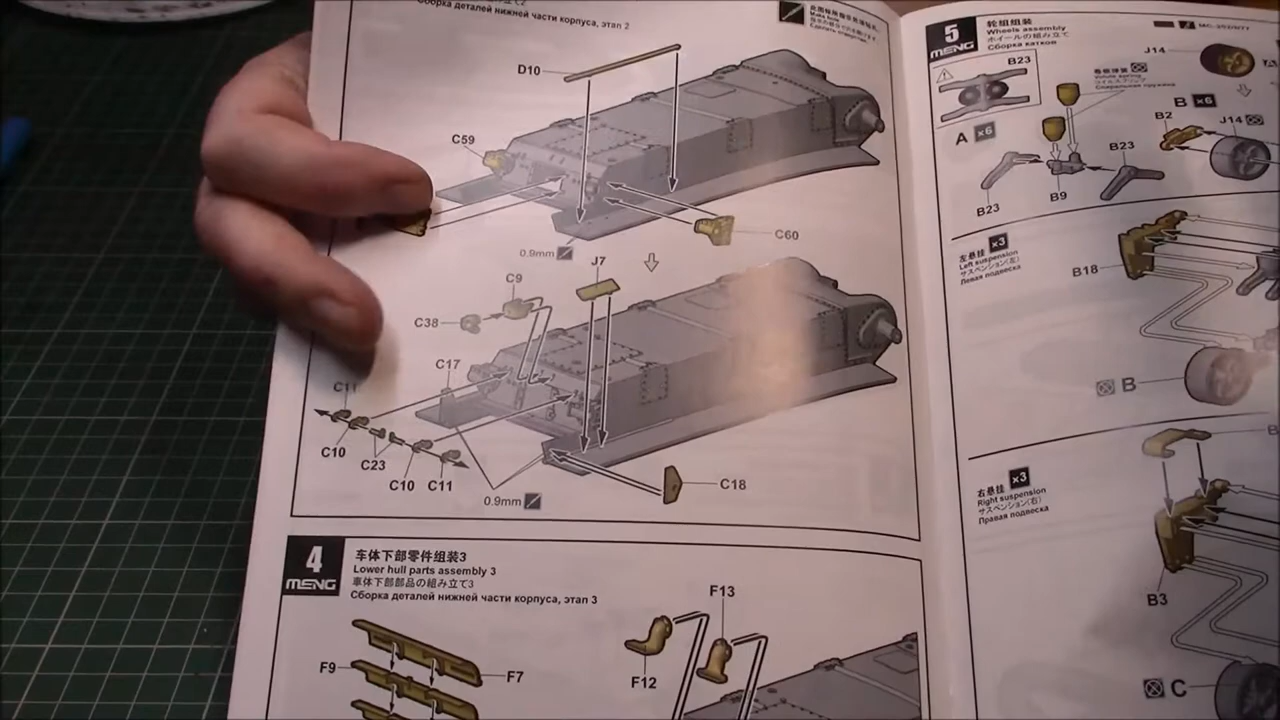 Сборка деталей нижней части корпуса, этап 2
D10
C59
C60
0.9mm
J7
C9
C38
C17
C11
C10
C23
C10
C11
C18
0.9mm
4
MENG
车体下部零件组装3
Lower hull parts assembly 3
車体下部部品の組み立て3
Сборка деталей нижней части корпуса, этап 3
F9
F7
F13
F12
5
MENG
轮组组装
Wheels assembly
ホイールの組み立て
Сборка катков
B23
J14
A x6
B x6
B2
J14
B23
B9
B23
左悬挂 x3
Left suspension
サスペンション(左)
Левая подвеска
B18
B
右悬挂 x3
Right suspension
サスペンション(右)
Правая подвеска
B3
C